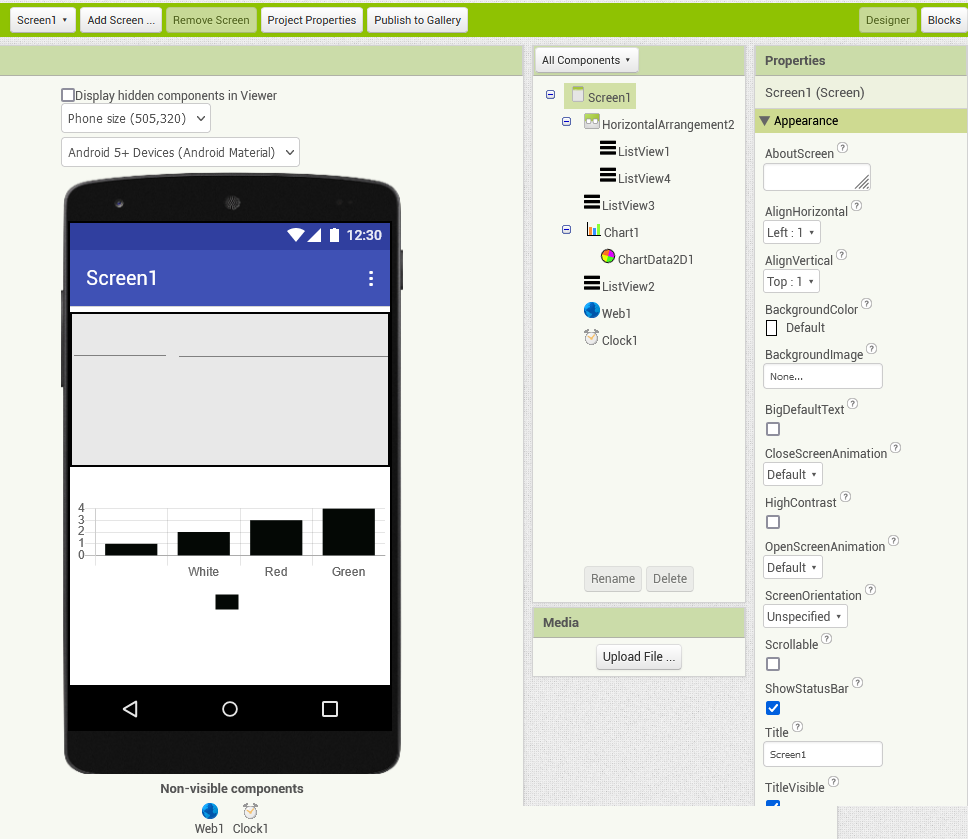 Screen1 Add Screen ... Remove Screen Project Properties Publish to Gallery Designer Blocks
Display hidden components in Viewer
Phone size (505,320)
Android 5+ Devices (Android Material)
12:30
Screen1
4
3
2
1
0
White Red Green
Non-visible components
Web1 Clock1
All Components
Screen1
HorizontalArrangement2
ListView1
ListView4
ListView3
Chart1
ChartData2D1
ListView2
Web1
Clock1
Rename Delete
Media
Upload File ...
Properties
Screen1 (Screen)
Appearance
AboutScreen ?
AlignHorizontal ?
Left : 1
AlignVertical ?
Top : 1
BackgroundColor ?
Default
BackgroundImage ?
None...
BigDefaultText ?
CloseScreenAnimation ?
Default
HighContrast ?
OpenScreenAnimation ?
Default
ScreenOrientation ?
Unspecified
Scrollable ?
ShowStatusBar ?
Title ?
Screen1
TitleVisible ?